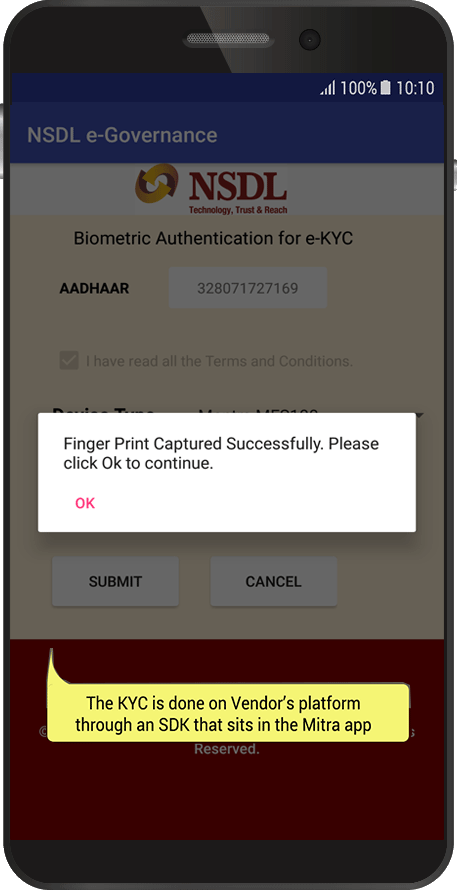 100% 10:10
NSDL e-Governance
NSDL
Technology, Trust & Reach
Biometric Authentication for e-KYC
AADHAAR 328071727169
I have read all the Terms and Conditions.
Device Type
Finger Print Captured Successfully. Please
click Ok to continue.
OK
SUBMIT CANCEL
The KYC is done on Vendor's platform
through an SDK that sits in the Mitra app
©
Reserved.